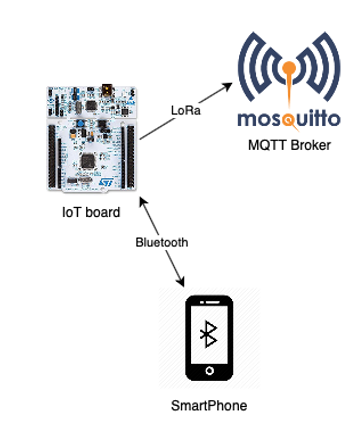 LoRa
mosquitto
MQTT Broker
IoT board
Bluetooth
SmartPhone